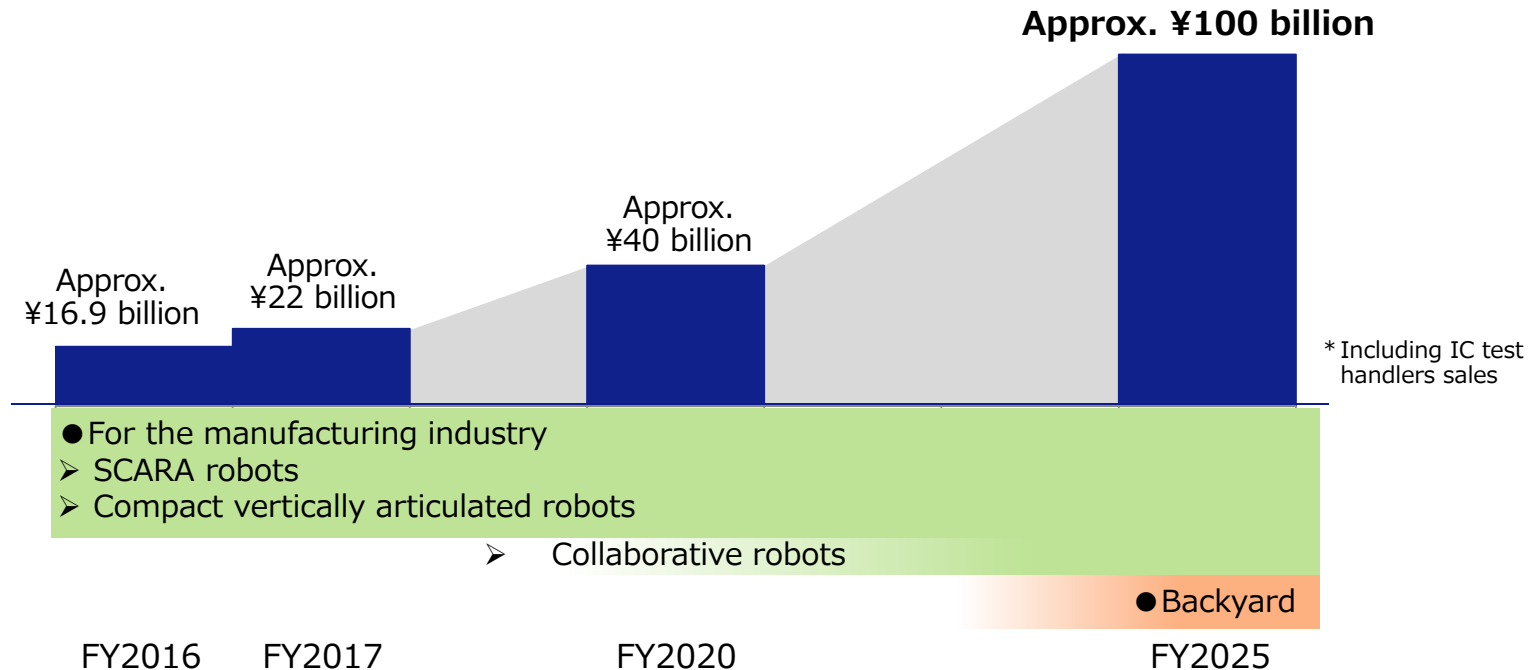 Approx. ¥100 billion
Approx.
¥40 billion
Approx.
¥22 billion
Approx.
¥16.9 billion
* Including IC test
handlers sales
●For the manufacturing industry
➢ SCARA robots
➢ Compact vertically articulated robots
➢ Collaborative robots
●Backyard
FY2016 FY2017 FY2020 FY2025